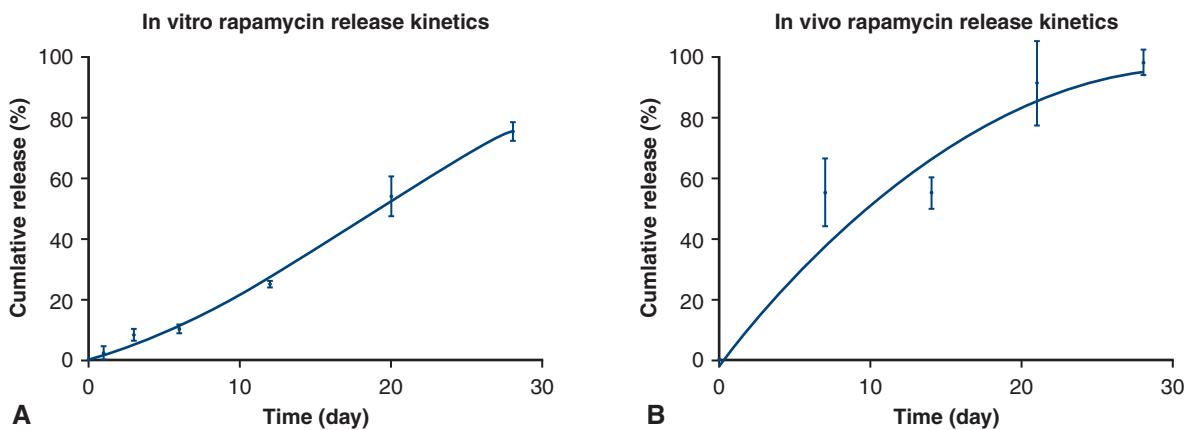 In vitro rapamycin release kinetics
Cumlative release (%)
100
80
60
40
20
0
0 10 20 30
Time (day)
A
In vivo rapamycin release kinetics
Cumulative release (%)
100
80
60
40
20
0
0 10 20 30
Time (day)
B